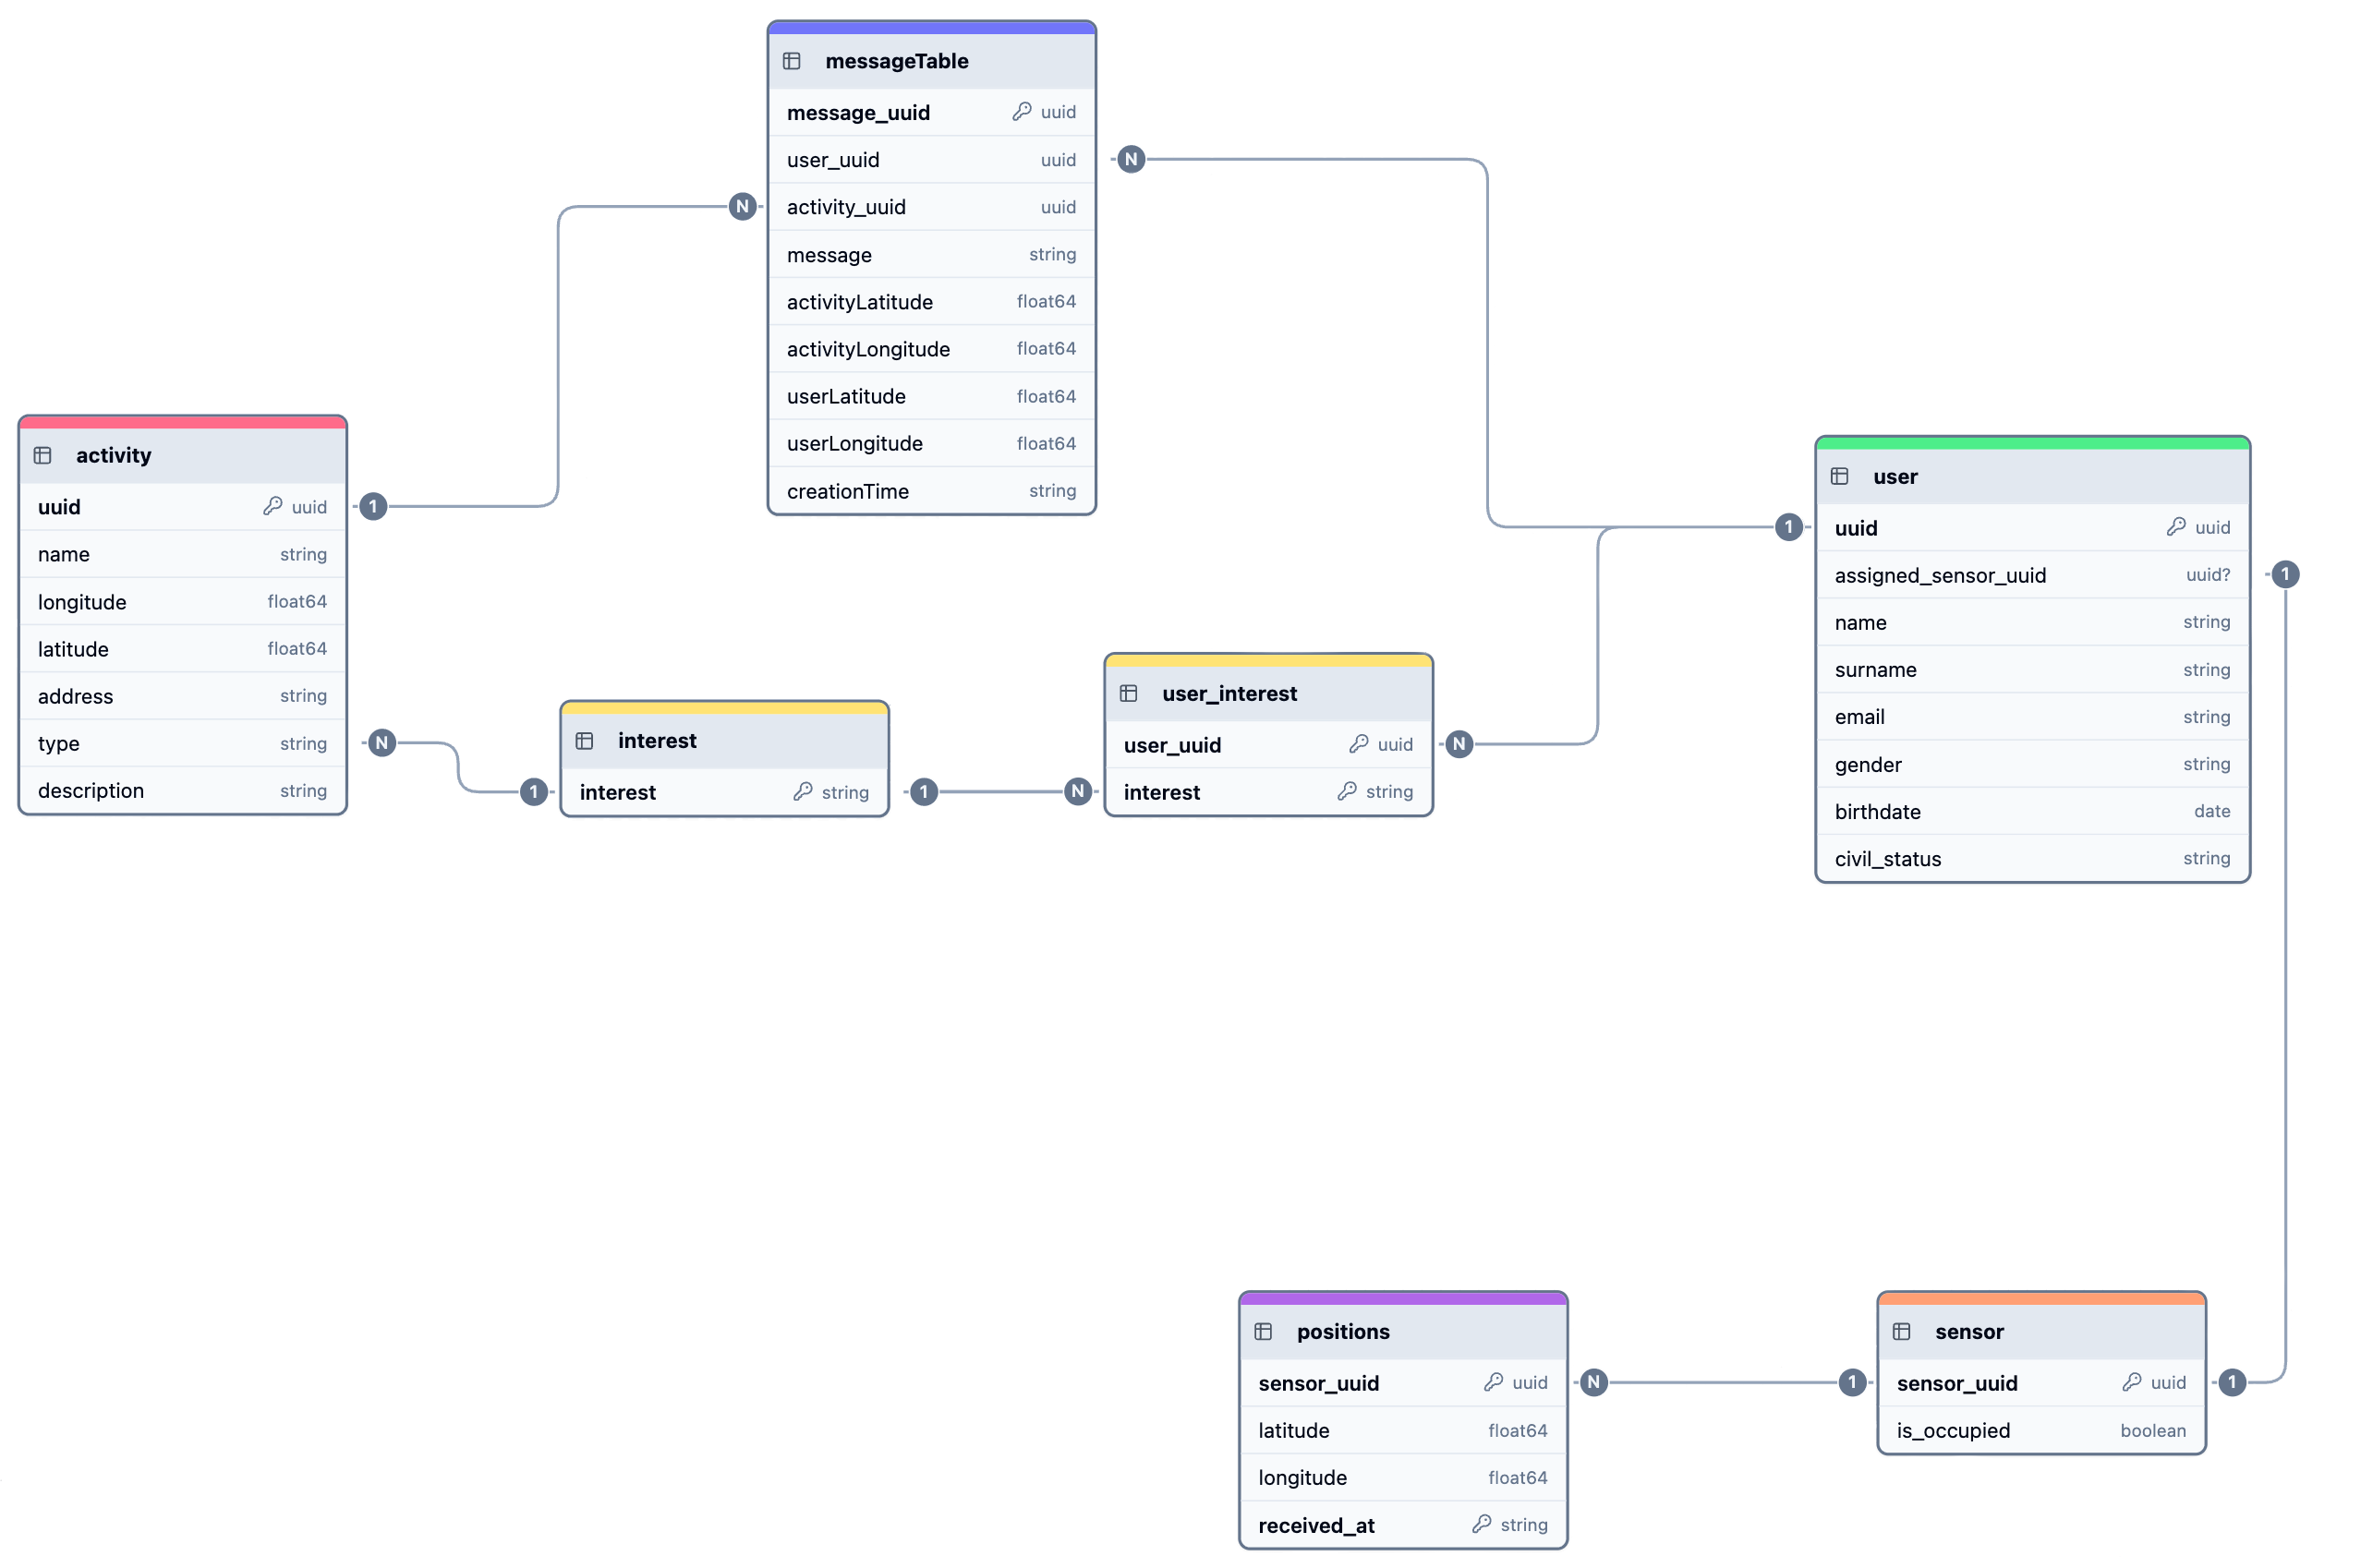 messageTable
message_uuid uuid
user_uuid uuid
activity_uuid uuid
message string
activityLatitude float64
activityLongitude float64
userLatitude float64
userLongitude float64
creationTime string
N
N
activity
uuid uuid
name string
longitude float64
latitude float64
address string
type string
description string
1
N
1
interest
interest string
1
N
user_interest
user_uuid uuid
interest string
N
1
user
uuid uuid
assigned_sensor_uuid uuid?
name string
surname string
email string
gender string
birthdate date
civil_status string
1
positions
sensor_uuid uuid
latitude float64
longitude float64
received_at string
N
1
sensor
sensor_uuid uuid
is_occupied boolean
1